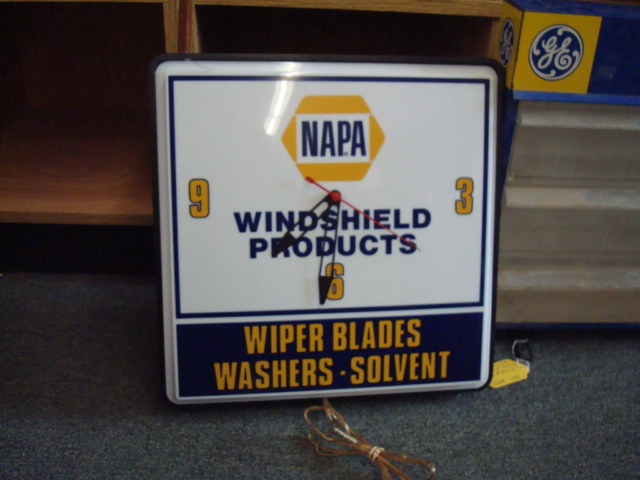 GE
NAPA
9
3
WINDSHIELD
PRODUCTS
6
WIPER BLADES
WASHERS - SOLVENT